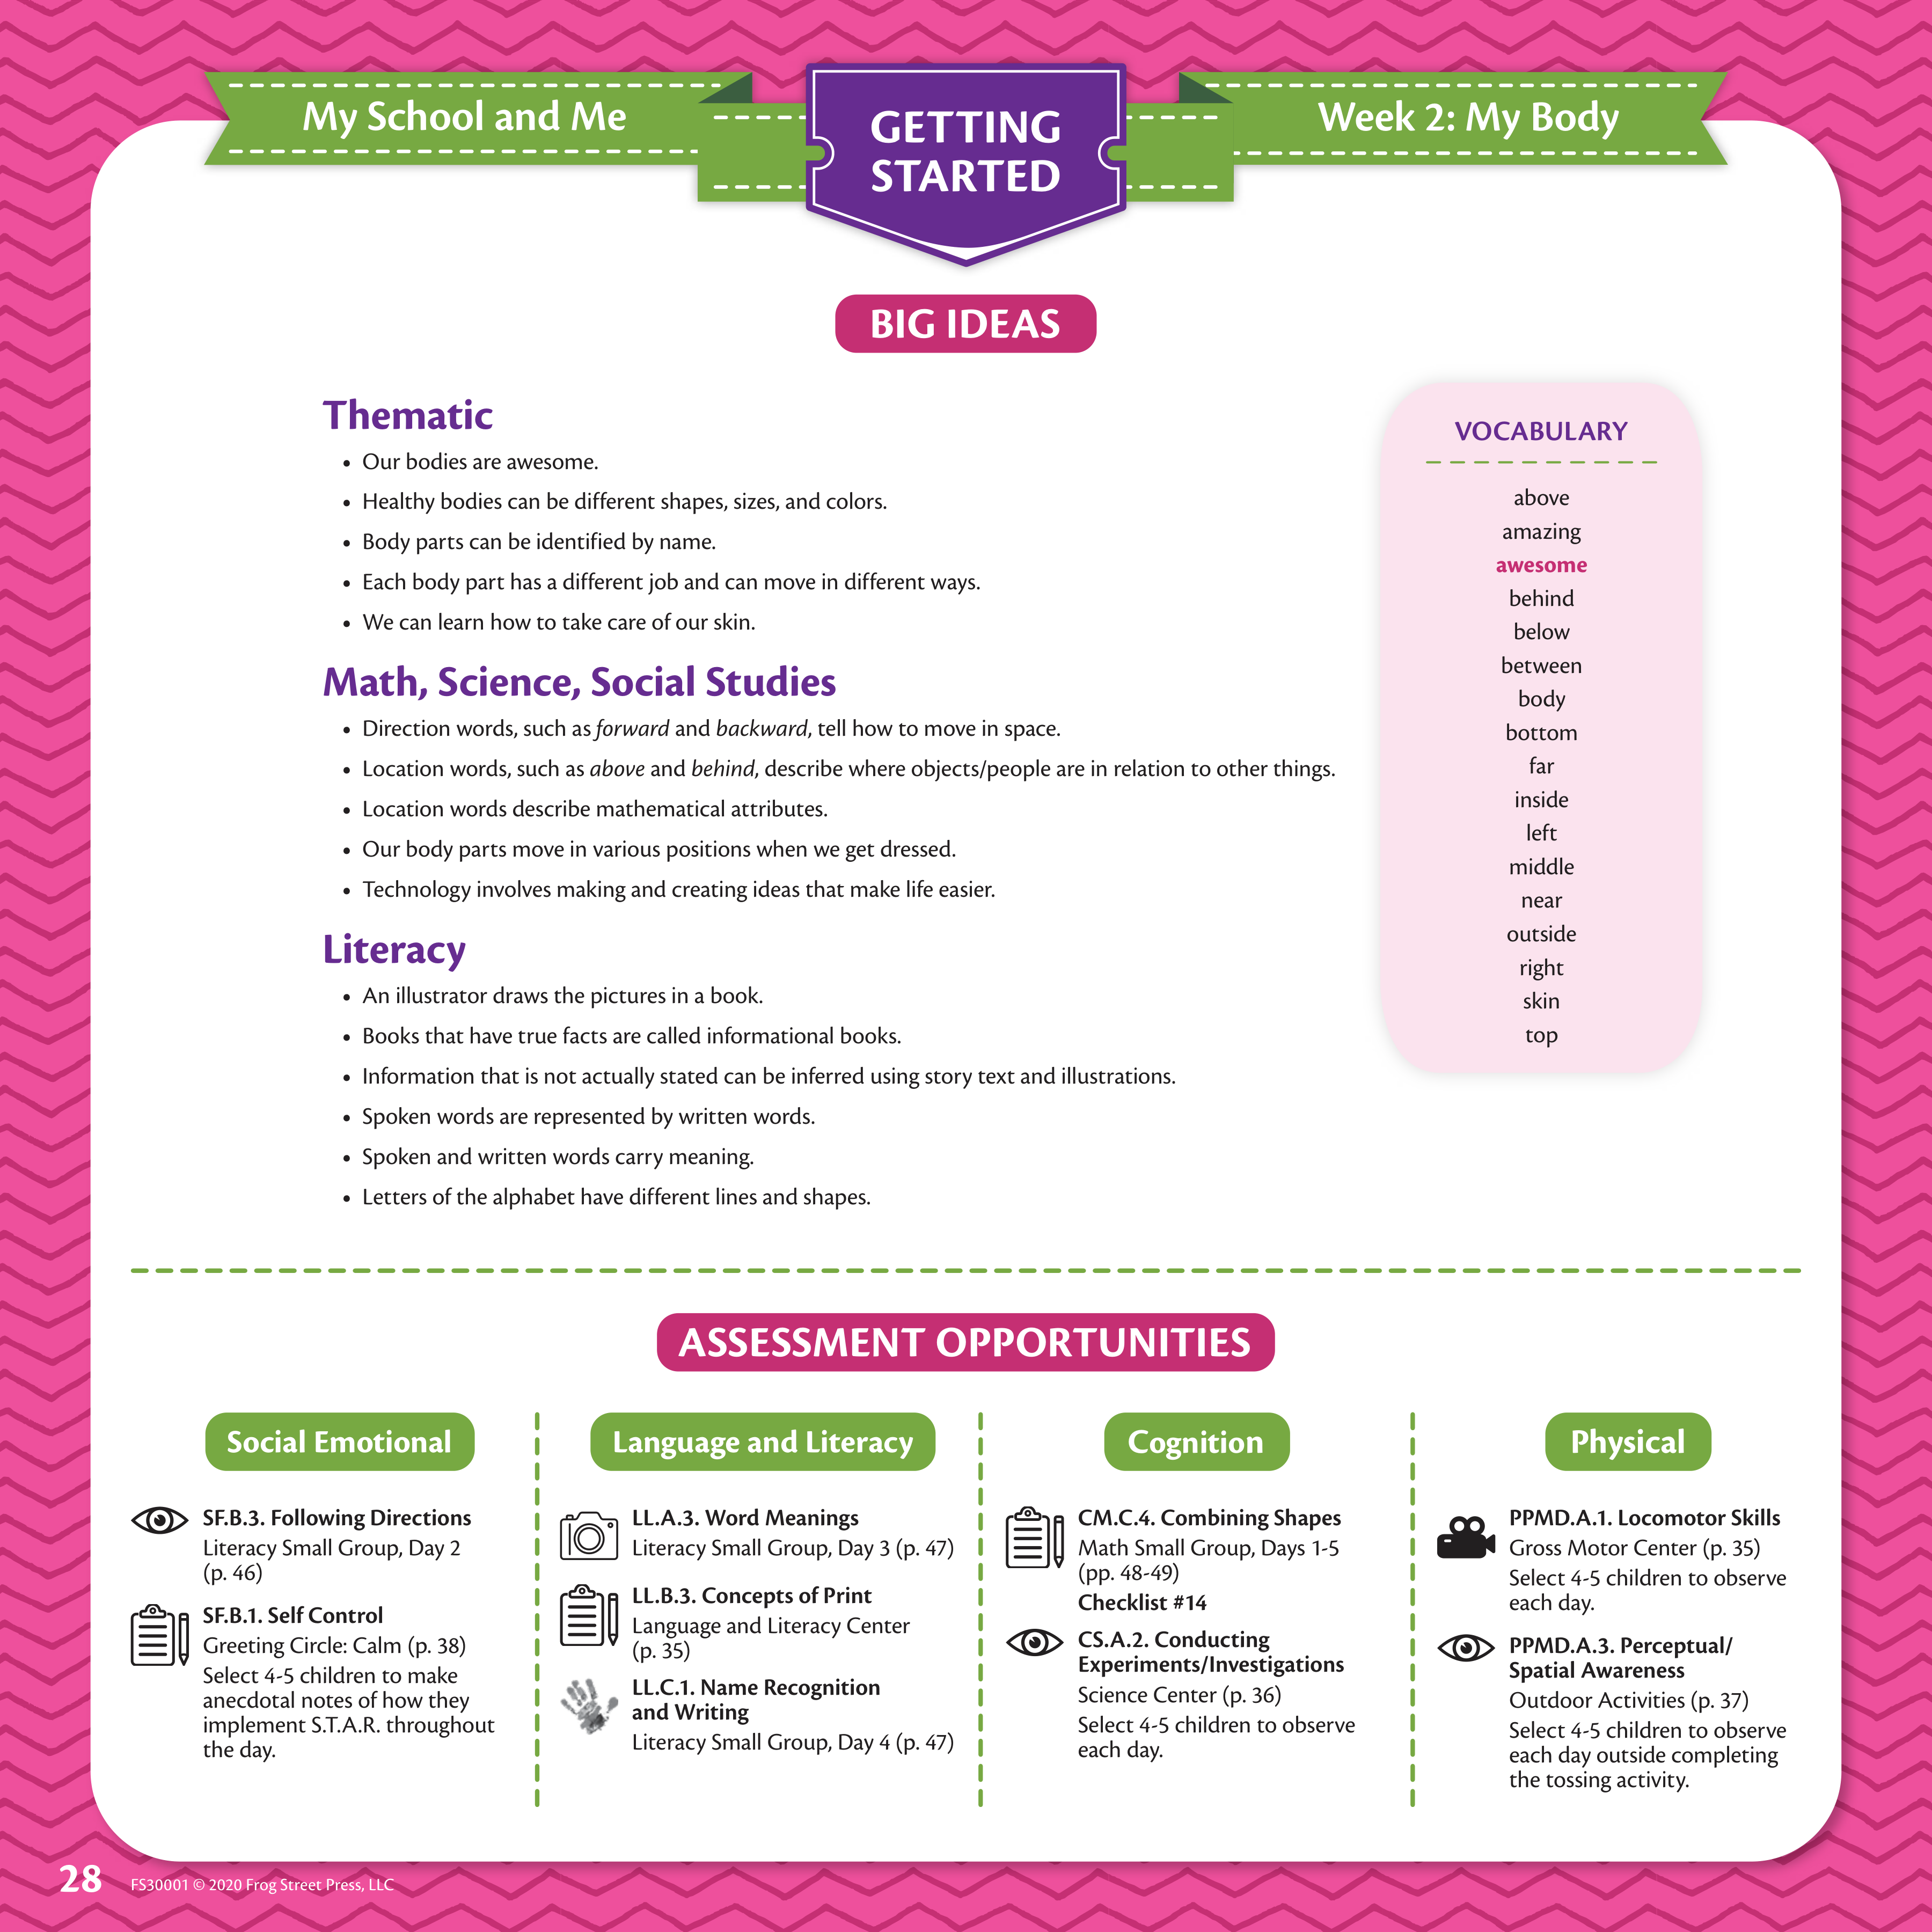 My School and Me
GETTING
STARTED
Week 2: My Body
BIG IDEAS
Thematic
• Our bodies are awesome.
• Healthy bodies can be different shapes, sizes, and colors.
• Body parts can be identified by name.
• Each body part has a different job and can move in different ways.
• We can learn how to take care of our skin.
Math, Science, Social Studies
• Direction words, such as forward and backward, tell how to move in space.
• Location words, such as above and behind, describe where objects/people are in relation to other things.
• Location words describe mathematical attributes.
• Our body parts move in various positions when we get dressed.
• Technology involves making and creating ideas that make life easier.
Literacy
• An illustrator draws the pictures in a book.
• Books that have true facts are called informational books.
• Information that is not actually stated can be inferred using story text and illustrations.
• Spoken words are represented by written words.
• Spoken and written words carry meaning.
• Letters of the alphabet have different lines and shapes.
VOCABULARY
above
amazing
awesome
behind
below
between
body
bottom
far
inside
left
middle
near
outside
right
skin
top
ASSESSMENT OPPORTUNITIES
Social Emotional
SF.B.3. Following Directions
Literacy Small Group, Day 2
(p. 46)
SF.B.1. Self Control
Greeting Circle: Calm (p. 38)
Select 4-5 children to make
anecdotal notes of how they
implement S.T.A.R. throughout
the day.
Language and Literacy
LL.A.3. Word Meanings
Literacy Small Group, Day 3 (p. 47)
LL.B.3. Concepts of Print
Language and Literacy Center
(p. 35)
LL.C.1. Name Recognition
and Writing
Literacy Small Group, Day 4 (p. 47)
Cognition
CM.C.4. Combining Shapes
Math Small Group, Days 1-5
(pp. 48-49)
Checklist #14
CS.A.2. Conducting
Experiments/Investigations
Science Center (p. 36)
Select 4-5 children to observe
each day.
Physical
PPMD.A.1. Locomotor Skills
Gross Motor Center (p. 35)
Select 4-5 children to observe
each day.
PPMD.A.3. Perceptual/
Spatial Awareness
Outdoor Activities (p. 37)
Select 4-5 children to observe
each day outside completing
the tossing activity.
28
FS30001 © 2020 Frog Street Press, LLC